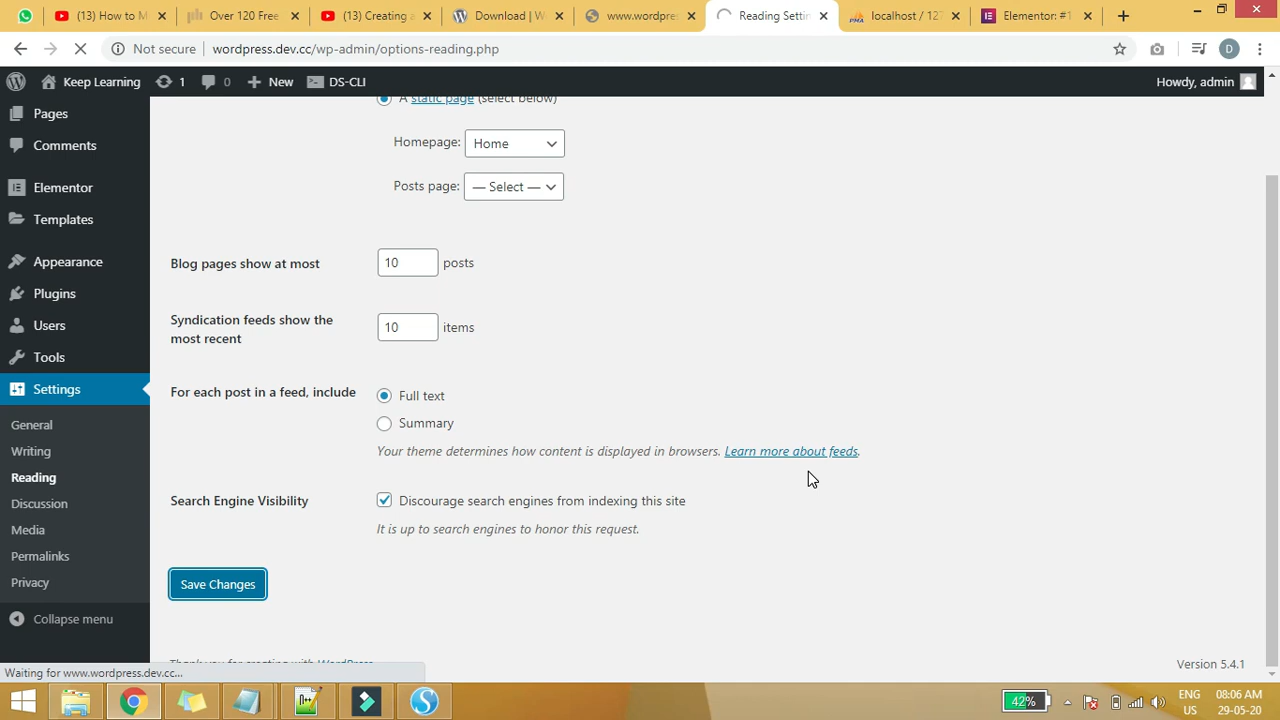 (13) How to M
Over 120 Free
(13) Creating a
Download | W
www.wordpres
Reading Settin
localhost / 127
Elementor: #1
Not secure
wordpress.dev.cc/wp-admin/options-reading.php
D
Keep Learning
1
0
New
DS-CLI
Howdy, admin
Pages
Comments
Elementor
Templates
Appearance
Plugins
Users
Tools
Settings
General
Writing
Reading
Discussion
Media
Permalinks
Privacy
Collapse menu
A static page (select below)
Homepage: Home
Posts page: — Select —
Blog pages show at most 10 posts
Syndication feeds show the
most recent
10 items
For each post in a feed, include
Full text
Summary
Your theme determines how content is displayed in browsers. Learn more about feeds.
Search Engine Visibility
Discourage search engines from indexing this site
It is up to search engines to honor this request.
Save Changes
Thank you for creating with WordPress
Version 5.4.1
Waiting for www.wordpress.dev.cc...
42%
ENG
US
08:06 AM
29-05-20